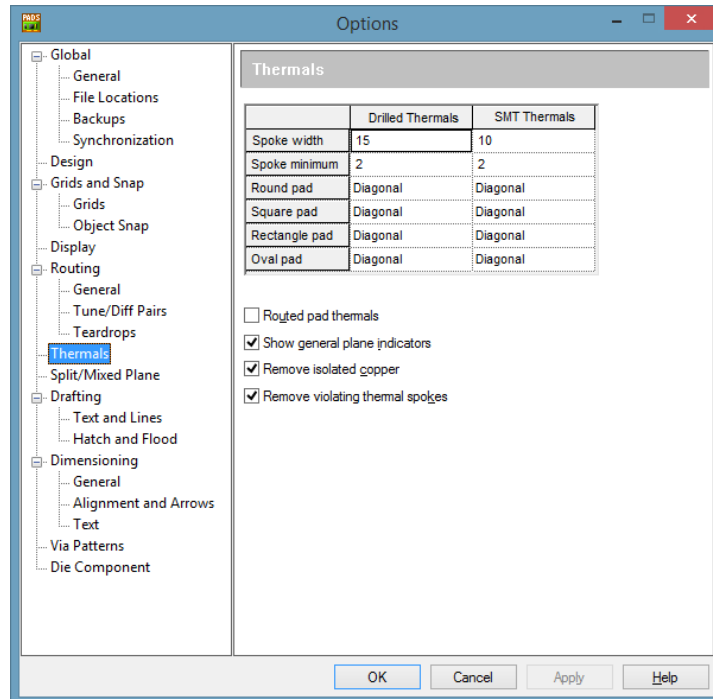 PADS
Options
Global
General
File Locations
Backups
Synchronization
Design
Grids and Snap
Grids
Object Snap
Display
Routing
General
Tune/Diff Pairs
Teardrops
Thermals
Split/Mixed Plane
Drafting
Text and Lines
Hatch and Flood
Dimensioning
General
Alignment and Arrows
Text
Via Patterns
Die Component
Thermals
Drilled Thermals SMT Thermals
Spoke width 15 10
Spoke minimum 2 2
Round pad Diagonal Diagonal
Square pad Diagonal Diagonal
Rectangle pad Diagonal Diagonal
Oval pad Diagonal Diagonal
Routed pad thermals
Show general plane indicators
Remove isolated copper
Remove violating thermal spokes
OK Cancel Apply Help